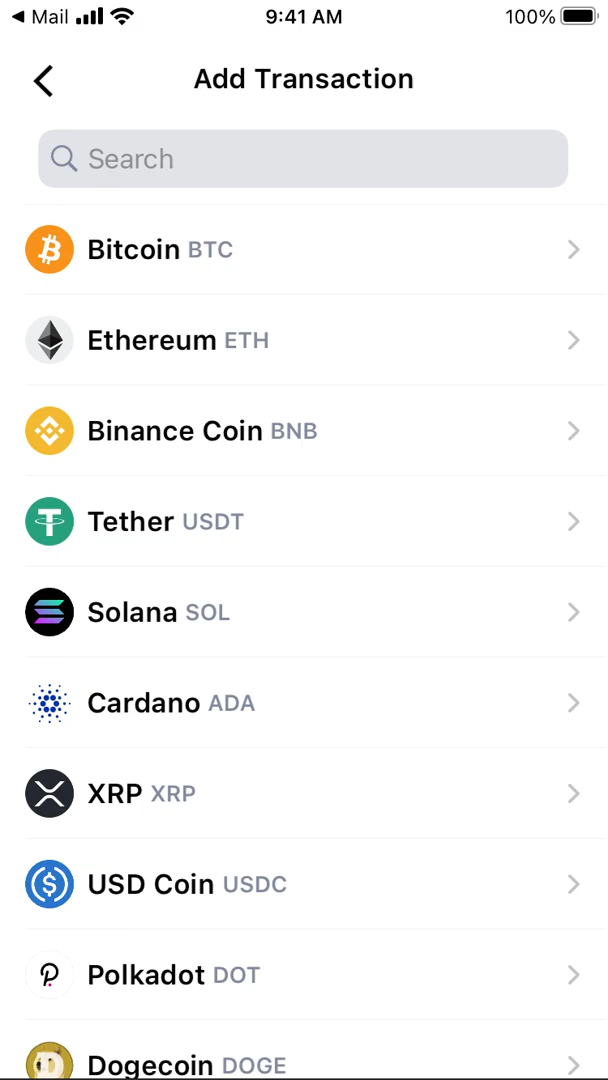 Mail 9:41 AM 100%
Add Transaction
Search
Bitcoin BTC
Ethereum ETH
Binance Coin BNB
Tether USDT
Solana SOL
Cardano ADA
XRP XRP
USD Coin USDC
Polkadot DOT
Dogecoin DOGE